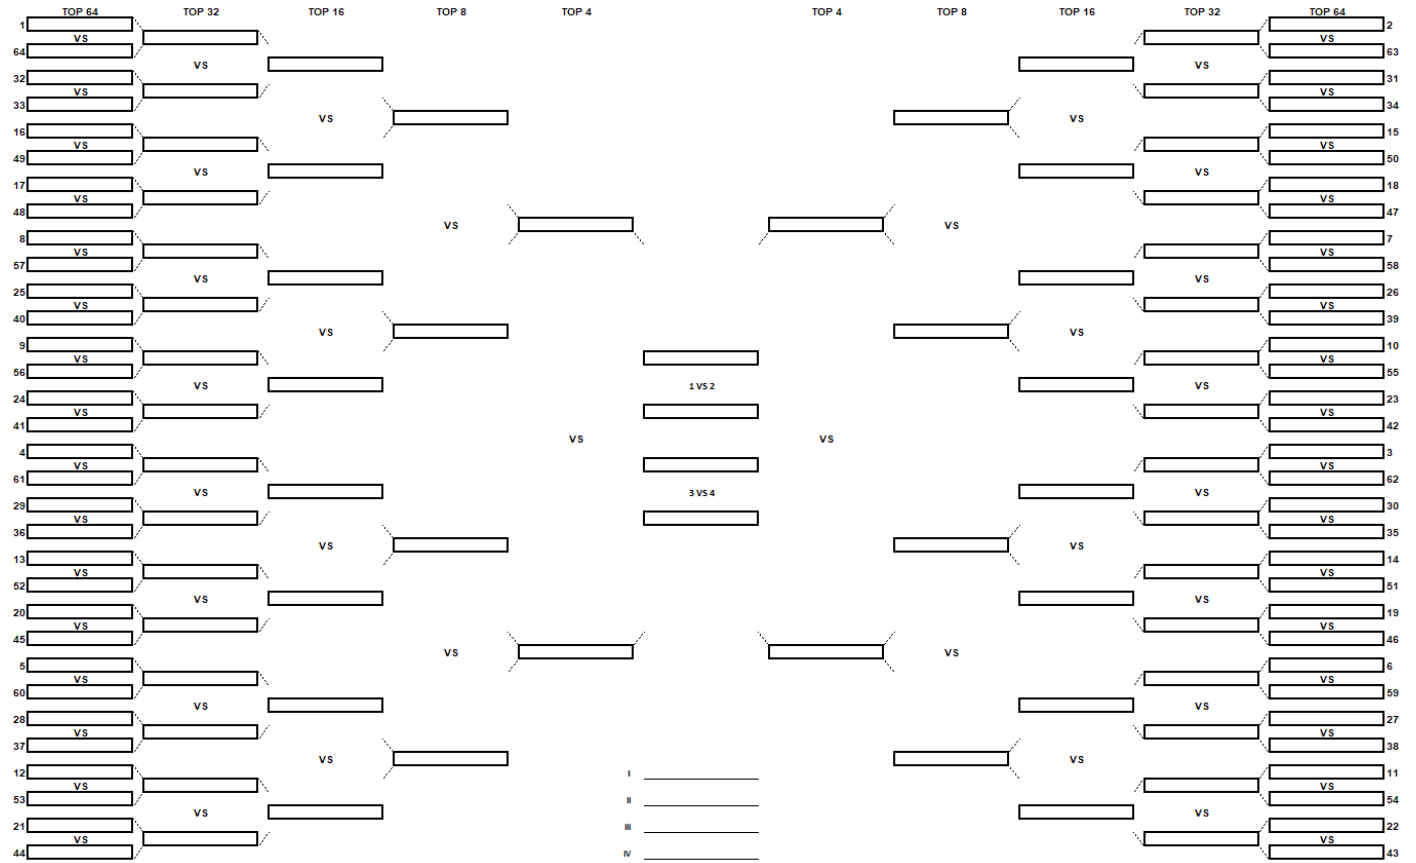 TOP 64 TOP 32 TOP 16 TOP 8 TOP 4 TOP 4 TOP 8 TOP 16 TOP 32 TOP 64
1 2
VS VS
64 63
VS VS
32 31
VS VS
33 34
VS VS
16 15
VS VS
49 50
VS VS
17 18
VS VS
48 47
VS VS
8 7
VS VS
57 58
VS VS
25 26
VS VS
40 39
VS VS
9 10
VS VS
56 55
VS 1 VS 2 VS
24 23
VS VS
41 42
VS VS
4 3
VS VS
61 62
VS 3 VS 4 VS
29 30
VS VS
36 35
VS VS
13 14
VS VS
52 51
VS VS
20 19
VS VS
45 46
VS VS
5 6
VS VS
60 59
VS VS
28 27
VS VS
37 38
VS VS
12 I 11
VS VS
53 II 54
VS VS
21 III 22
VS VS
44 IV 43